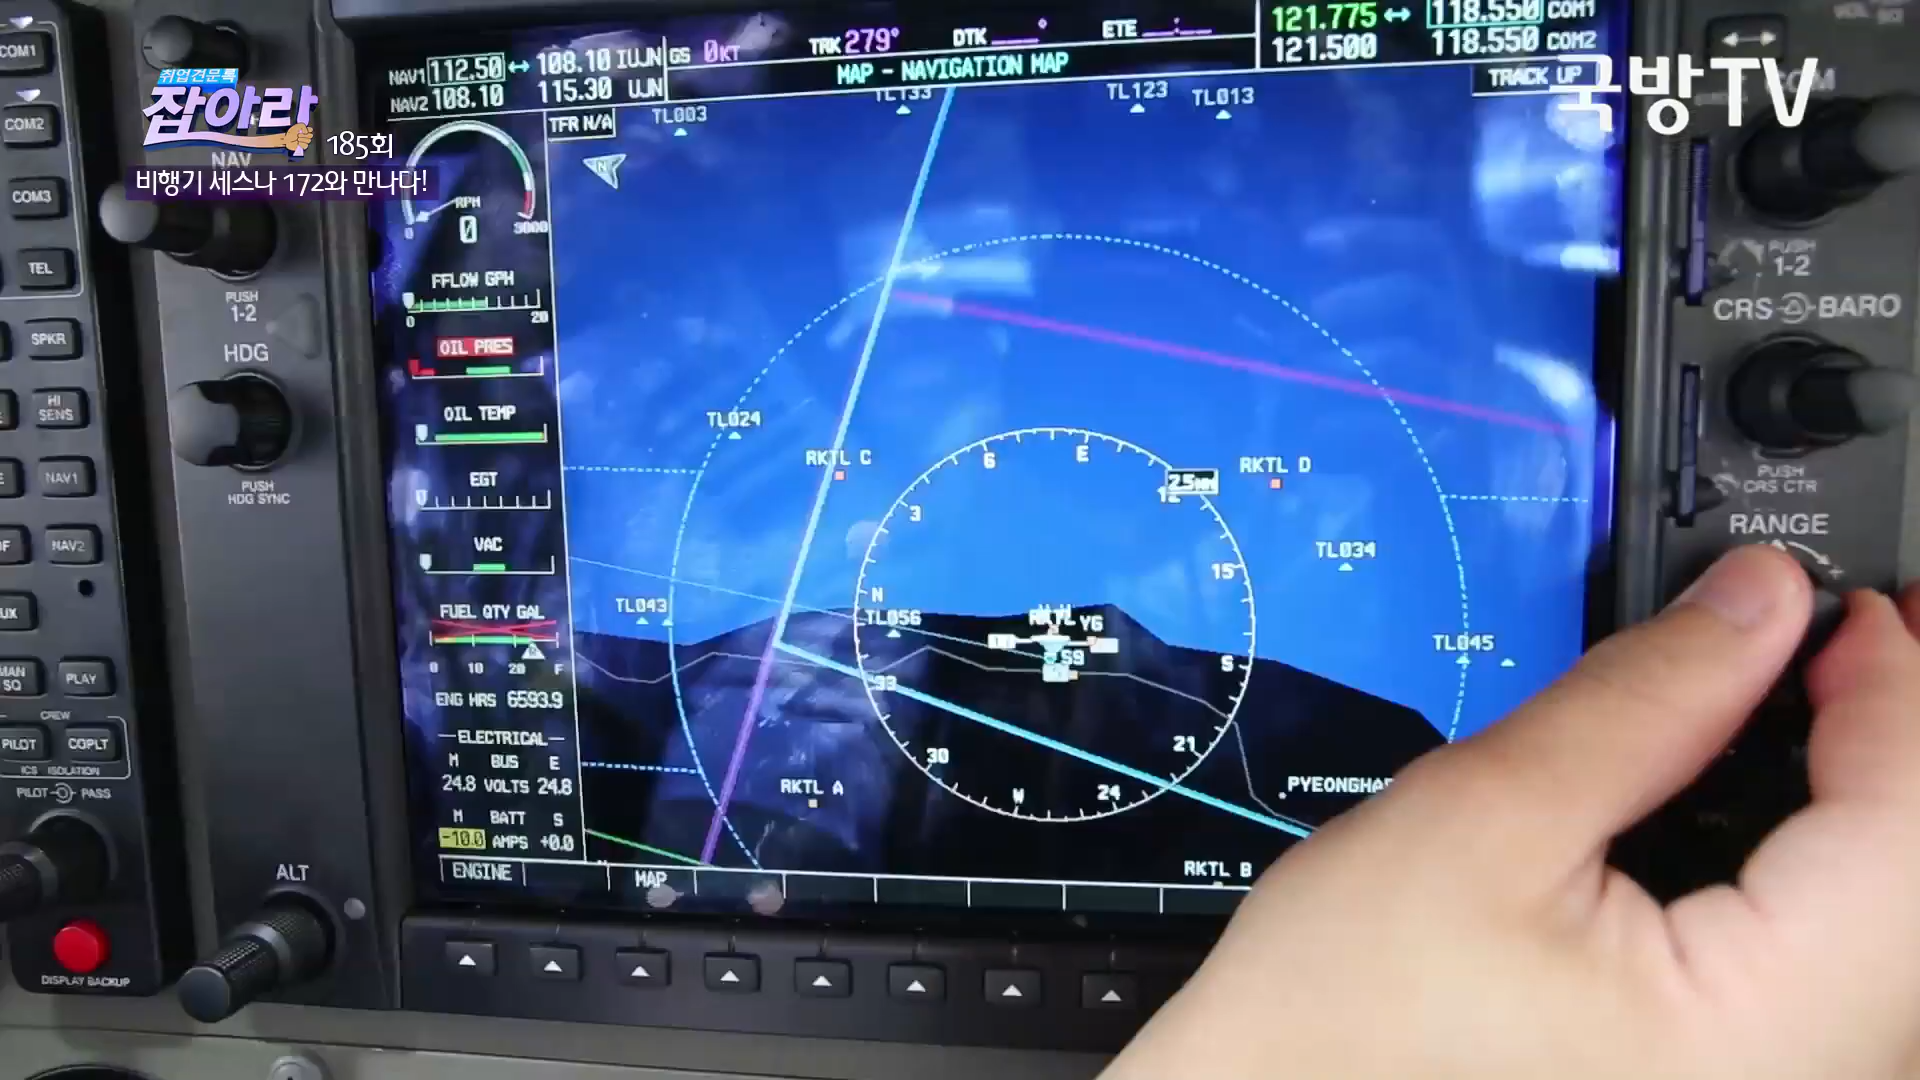 취업견문록
잡아라 185회
비행기 세스나 172와 만나다!
국방TV
NAV1 112.50 ↔ 108.10 IUJN
NAV2 108.10 115.30 UJN
GS 0KT
TRK 279°
DTK
ETE
MAP - NAVIGATION MAP
121.775 ↔ 118.550 COM1
121.500 118.550 COM2
TRACK UP
COM1
COM2
COM3
TEL
SPKR
HI SENS
NAV1
NAV2
MAN SQ
PLAY
CREW
PILOT
COPLT
ICS ISOLATION
PILOT PASS
DISPLAY BACKUP
NAV
PUSH
1-2
HDG
PUSH
HDG SYNC
ALT
RPM
0
0 3000
FFLOW GPH
0 20
OIL PRES
OIL TEMP
EGT
VAC
FUEL QTY GAL
0 10 20 F
ENG HRS 6593.9
ELECTRICAL
M BUS E
24.8 VOLTS 24.8
M BATT S
-10.0 AMPS +0.0
ENGINE
MAP
TFR N/A
N
TL003
TL133
TL123
TL013
TL024
RKTL C
RKTL D
2.5NM
TL034
TL043
TL056
TL045
RKTL
Y6
S9
N
3
6
E
12
15
S
21
24
W
30
33
RKTL A
RKTL B
PUSH
1-2
CRS BARO
PUSH
CRS CTR
RANGE